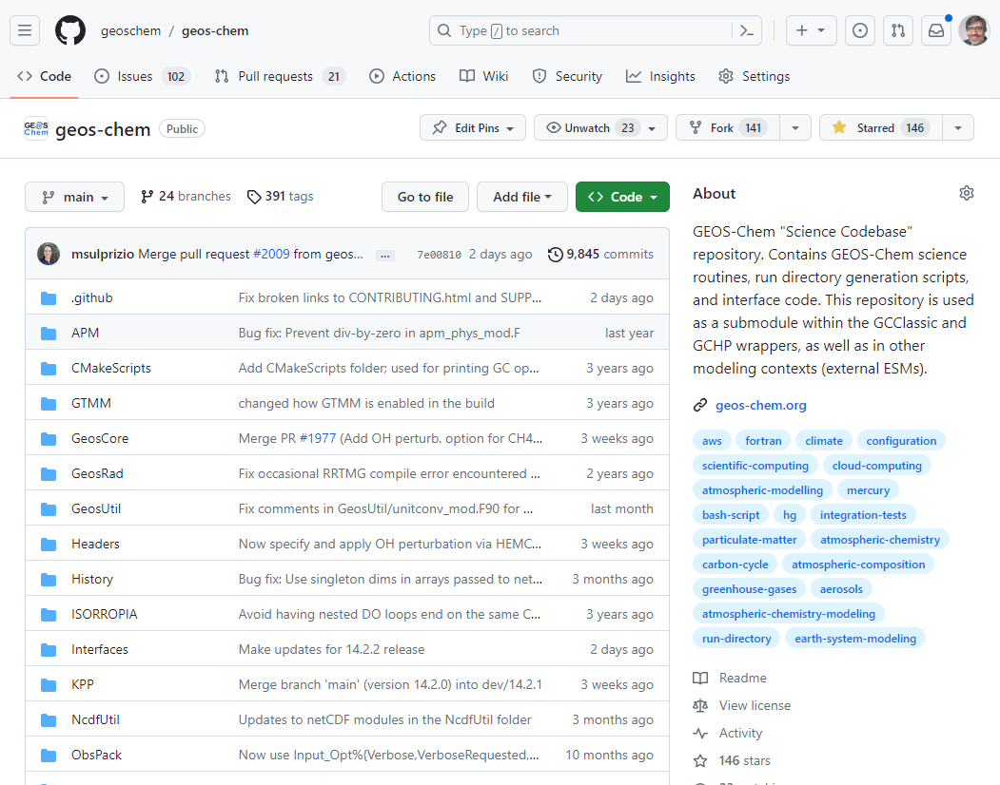 geoschem / geos-chem
Type / to search
Code Issues 102 Pull requests 21 Actions Wiki Security Insights Settings
GEOS Chem geos-chem Public Edit Pins Unwatch 23 Fork 141 Starred 146
main 24 branches 391 tags Go to file Add file Code
msulprizio Merge pull request #2009 from geos... ... 7e00810 2 days ago 9,845 commits
.github Fix broken links to CONTRIBUTING.html and SUPP... 2 days ago
APM Bug fix: Prevent div-by-zero in apm_phys_mod.F last year
CMakeScripts Add CMakeScripts folder; used for printing GC op... 3 years ago
GTMM changed how GTMM is enabled in the build 3 years ago
GeosCore Merge PR #1977 (Add OH perturb. option for CH4... 3 weeks ago
GeosRad Fix occasional RRTMG compile error encountered ... 2 years ago
GeosUtil Fix comments in GeosUtil/unitconv_mod.F90 for ... last month
Headers Now specify and apply OH perturbation via HEMC... 3 weeks ago
History Bug fix: Use singleton dims in arrays passed to net... 3 months ago
ISORROPIA Avoid having nested DO loops end on the same C... 3 years ago
Interfaces Make updates for 14.2.2 release 2 days ago
KPP Merge branch 'main' (version 14.2.0) into dev/14.2.1 3 weeks ago
NcdfUtil Updates to netCDF modules in the NcdfUtil folder 3 months ago
ObsPack Now use Input_Opt%{Verbose,VerboseRequested,... 10 months ago
About
GEOS-Chem "Science Codebase"
repository. Contains GEOS-Chem science
routines, run directory generation scripts,
and interface code. This repository is used
as a submodule within the GCClassic and
GCHP wrappers, as well as in other
modeling contexts (external ESMs).
geos-chem.org
aws fortran climate configuration
scientific-computing cloud-computing
atmospheric-modelling mercury
bash-script hg integration-tests
particulate-matter atmospheric-chemistry
carbon-cycle atmospheric-composition
greenhouse-gases aerosols
atmospheric-chemistry-modeling
run-directory earth-system-modeling
Readme
View license
Activity
146 stars